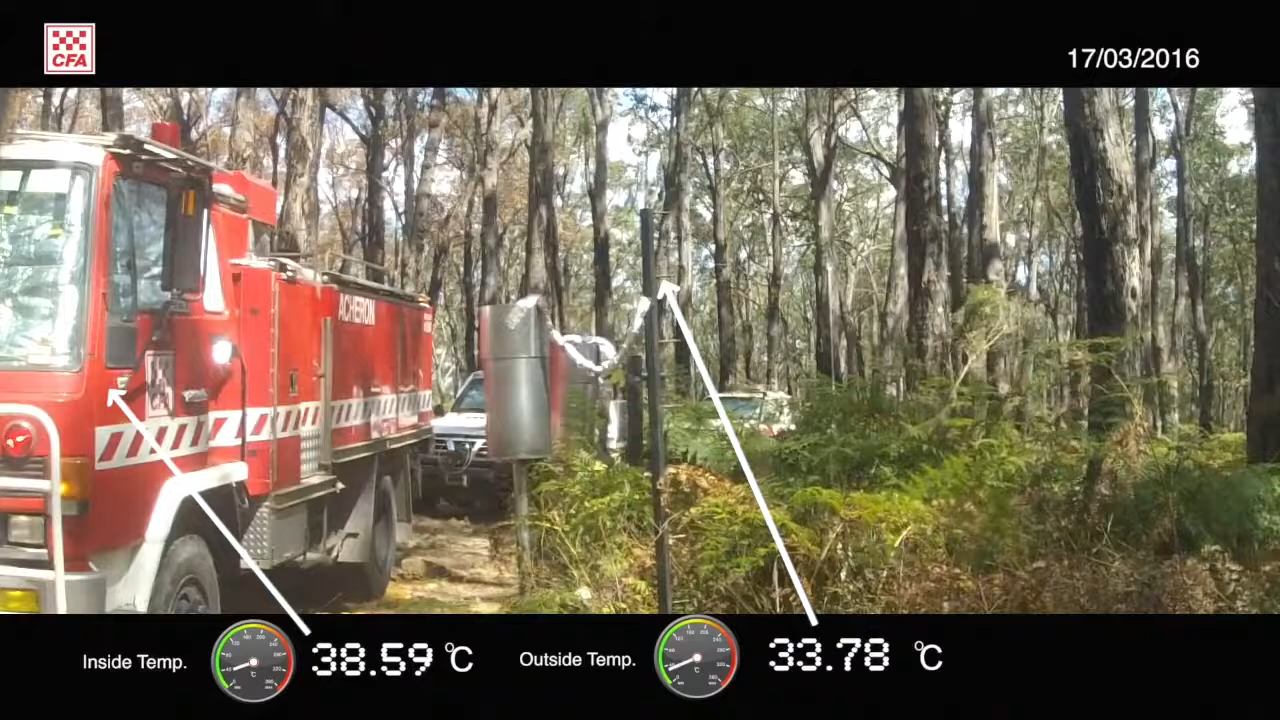 CFA
17/03/2016
ACHERON
Inside Temp.
38.59 °C
Outside Temp.
33.78 °C